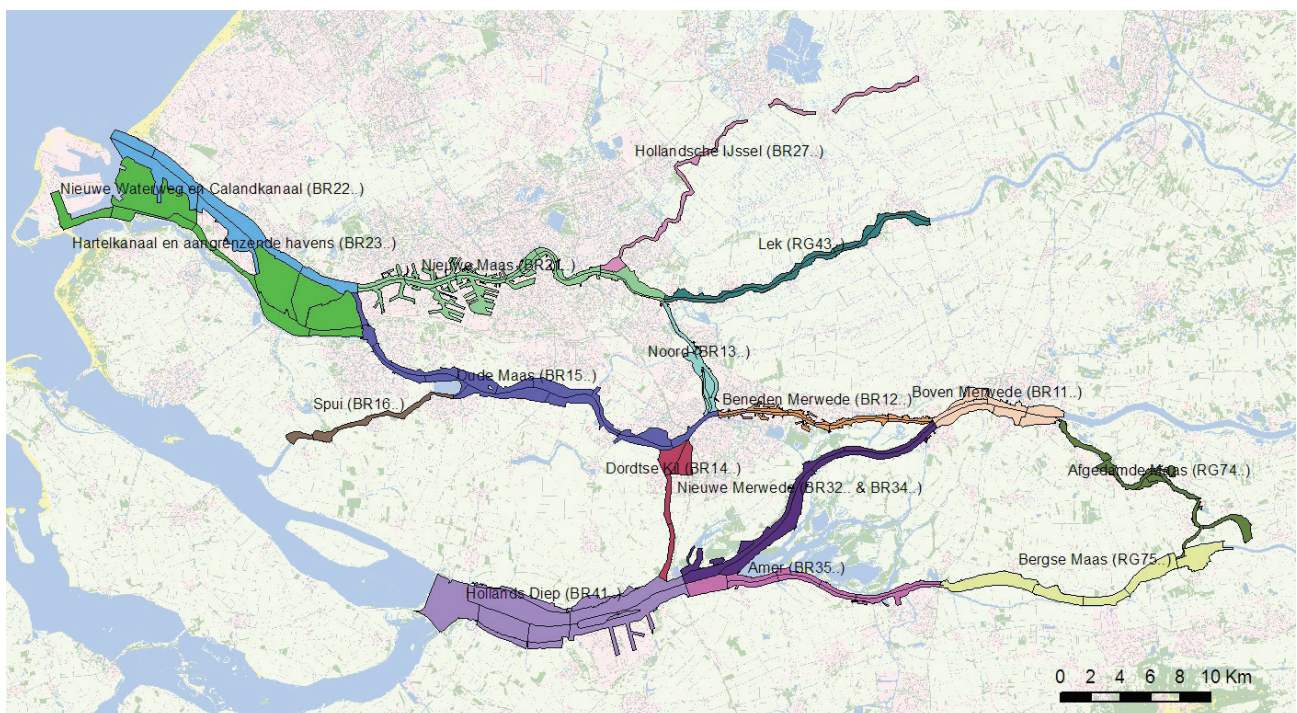 Hollandsche IJssel (BR27..)
Nieuwe Waterweg en Calandkanaal (BR22..)
Hartelkanaal en aangrenzende havens (BR23..)
Lek (RG43..)
Nieuwe Maas (BR21..)
Noord (BR13..)
Oude Maas (BR15..)
Spui (BR16..)
Beneden Merwede (BR12..)
Boven Merwede (BR11..)
Dordtse Kil (BR14..)
Afgedamde Maas (RG74..)
Nieuwe Merwede (BR32.. & BR34..)
Bergse Maas (RG75..)
Amer (BR35..)
Hollands Diep (BR41..)
0 2 4 6 8 10 Km